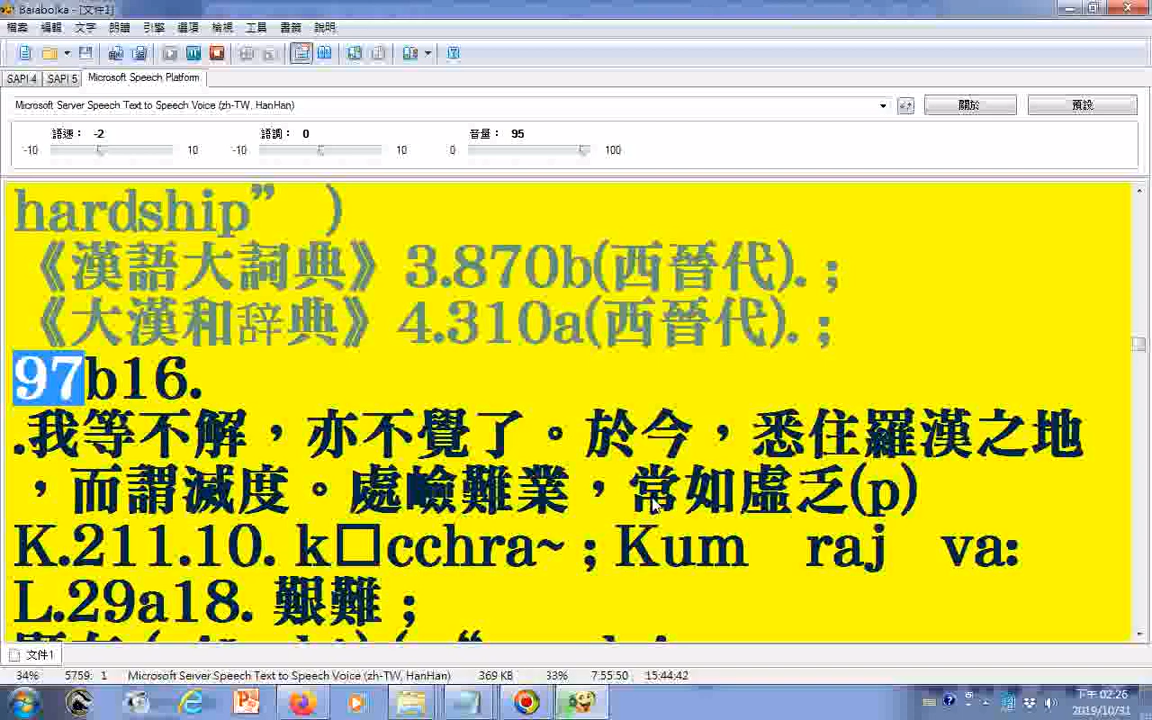 Balabolka - [文件1]
檔案 編輯 文字 朗讀 引擎 選項 檢視 工具 書籤 說明
SAPI 4 SAPI 5 Microsoft Speech Platform
Microsoft Server Speech Text to Speech Voice (zh-TW, HanHan) 關於 預設
語速： -2 語調： 0 音量： 95
-10 10 -10 10 0 100
hardship” )
《漢語大詞典》 3.870b(西晉代). ;
《大漢和辞典》 4.310a(西晉代). ;
97b16.
.我等不解，亦不覺了。於今，悉住羅漢之地
，而謂滅度。處嶮難業，常如虛乏(p)
K.211.10. k□cchra~ ; Kum raj va:
L.29a18. 艱難 ;
文件1
34% 5759: 1 Microsoft Server Speech Text to Speech Voice (zh-TW, HanHan) 369 KB 33% 7:55:50 15:44:42
下午 02:26
2019/10/31